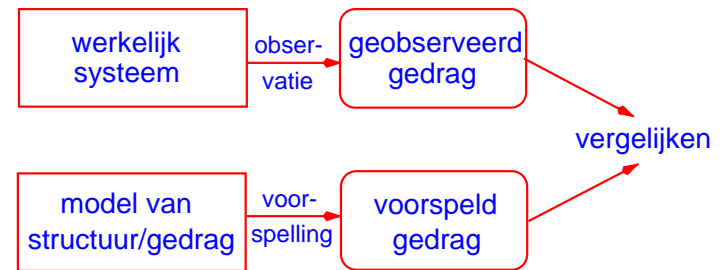 werkelijk
systeem
obser-
vatie
geobserveerd
gedrag
vergelijken
model van
structuur/gedrag
voor-
spelling
voorspeld
gedrag